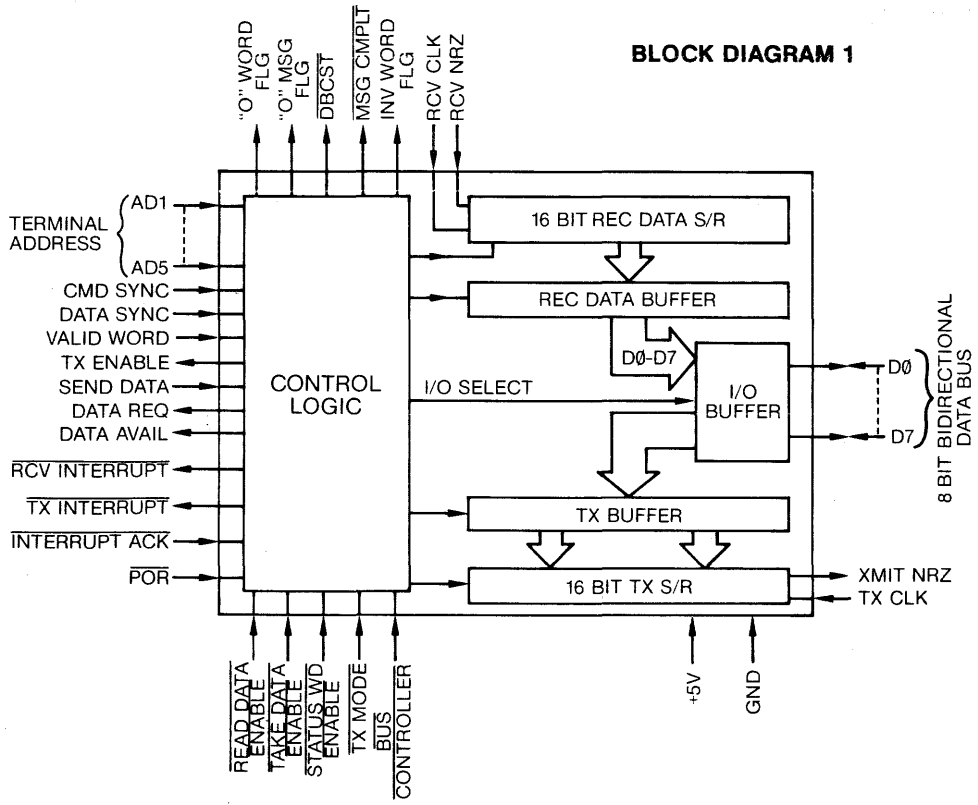 BLOCK DIAGRAM 1
"O" WORD
FLG
"O" MSG
FLG
DBCST
MSG CMPLT
INV WORD
FLG
RCV CLK
RCV NRZ
TERMINAL
ADDRESS
AD1
AD5
CMD SYNC
DATA SYNC
VALID WORD
TX ENABLE
SEND DATA
DATA REQ
DATA AVAIL
RCV INTERRUPT
TX INTERRUPT
INTERRUPT ACK
POR
CONTROL
LOGIC
16 BIT REC DATA S/R
REC DATA BUFFER
DØ-D7
I/O SELECT
I/O
BUFFER
TX BUFFER
16 BIT TX S/R
DØ
D7
8 BIT BIDIRECTIONAL
DATA BUS
XMIT NRZ
TX CLK
READ DATA
ENABLE
TAKE DATA
ENABLE
STATUS WD
ENABLE
TX MODE
BUS
CONTROLLER
+5V
GND